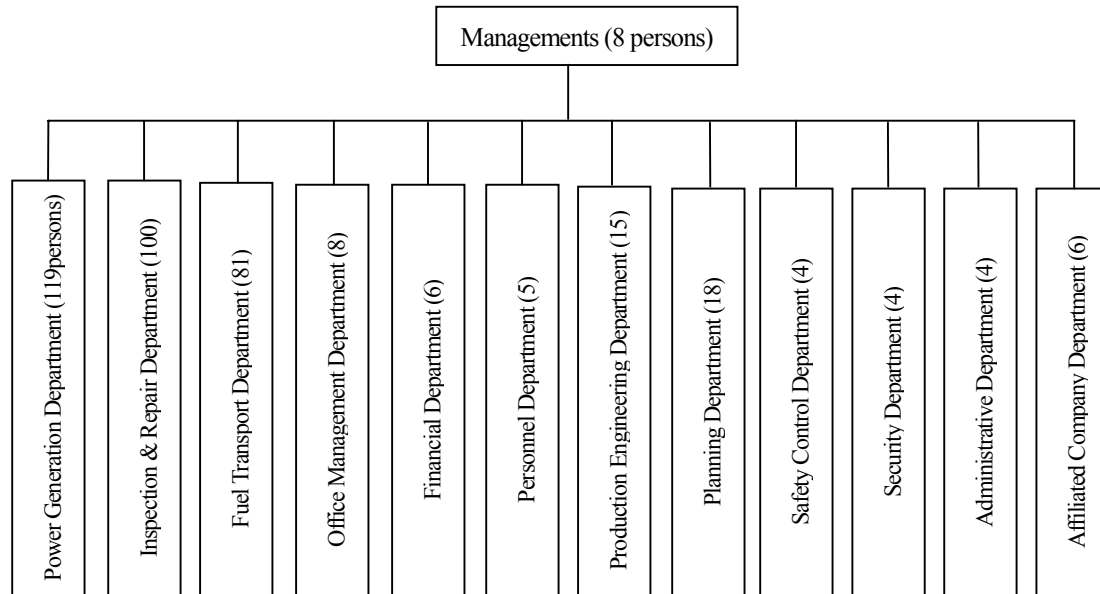 Managements (8 persons)
Power Generation Department (119persons)
Inspection & Repair Department (100)
Fuel Transport Department (81)
Office Management Department (8)
Financial Department (6)
Personnel Department (5)
Production Engineering Department (15)
Planning Department (18)
Safety Control Department (4)
Security Department (4)
Administrative Department (4)
Affiliated Company Department (6)